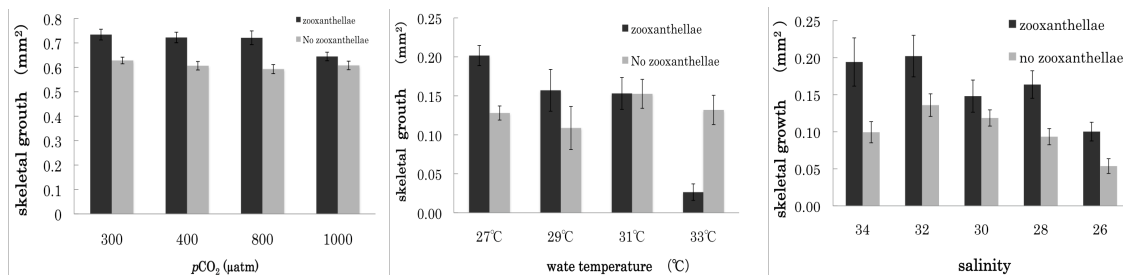 0.8
0.7
0.6
0.5
0.4
0.3
0.2
0.1
0
skeletal grouth (mm²)
zooxanthellae
No zooxanthellae
300 400 800 1000
pCO₂ (µatm)
0.25
0.20
0.15
0.10
0.05
0.00
skeletal grouth (mm²)
zooxanthellae
No zooxanthellae
27℃ 29℃ 31℃ 33℃
wate temperature (℃)
0.25
0.20
0.15
0.10
0.05
0.00
skeletal growth (mm²)
zooxanthellae
no zooxanthellae
34 32 30 28 26
salinity